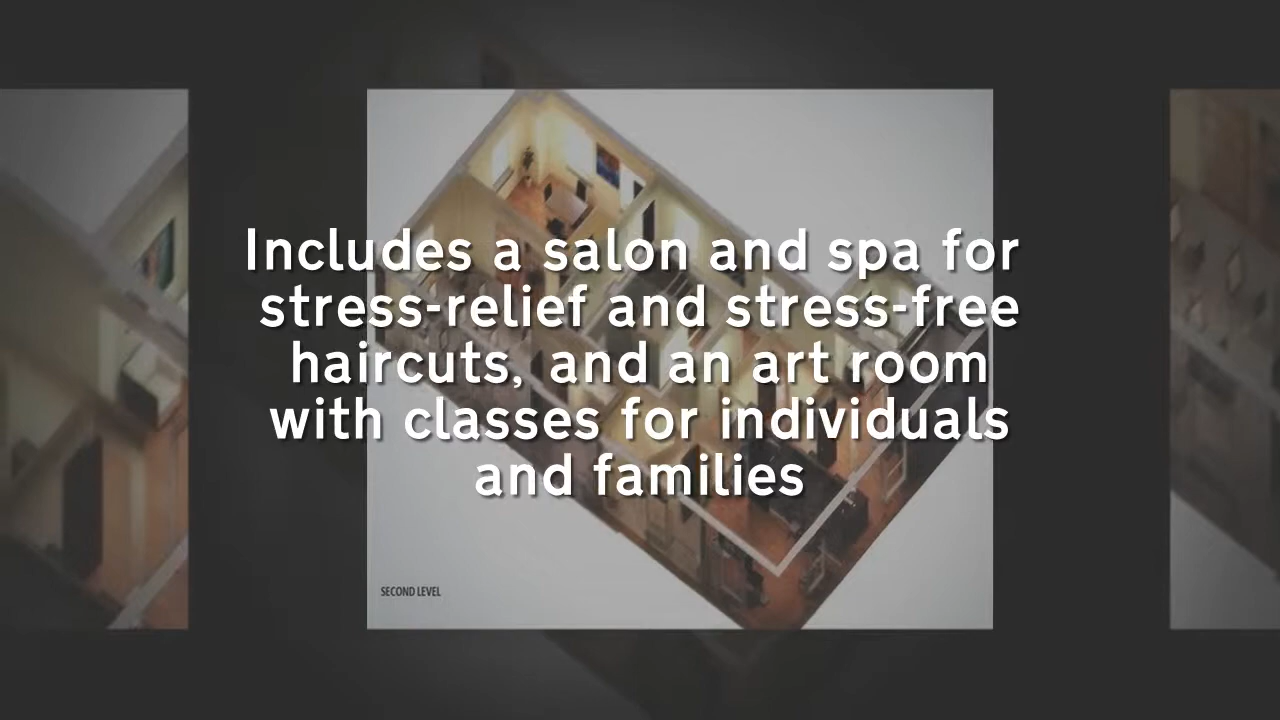 Includes a salon and spa for
stress-relief and stress-free
haircuts, and an art room
with classes for individuals
and families
SECOND LEVEL